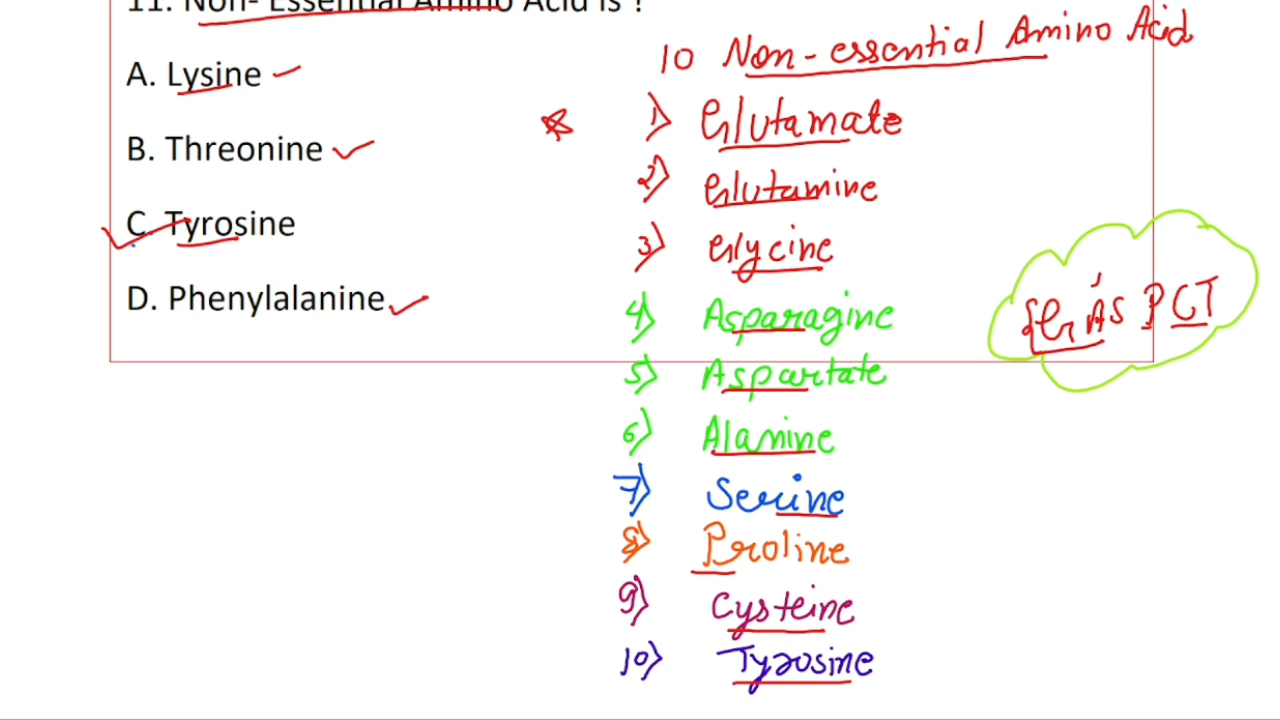 11. Non- Essential Amino Acid is ?
A. Lysine
B. Threonine
C. Tyrosine
D. Phenylalanine
10 Non-essential Amino Acid
1) Glutamate
2) Glutamine
3) Glycine
4) Asparagine
5) Aspartate
6) Alanine
7) Serine
8) Proline
9) Cysteine
10) Tyrosine
GAS PCT